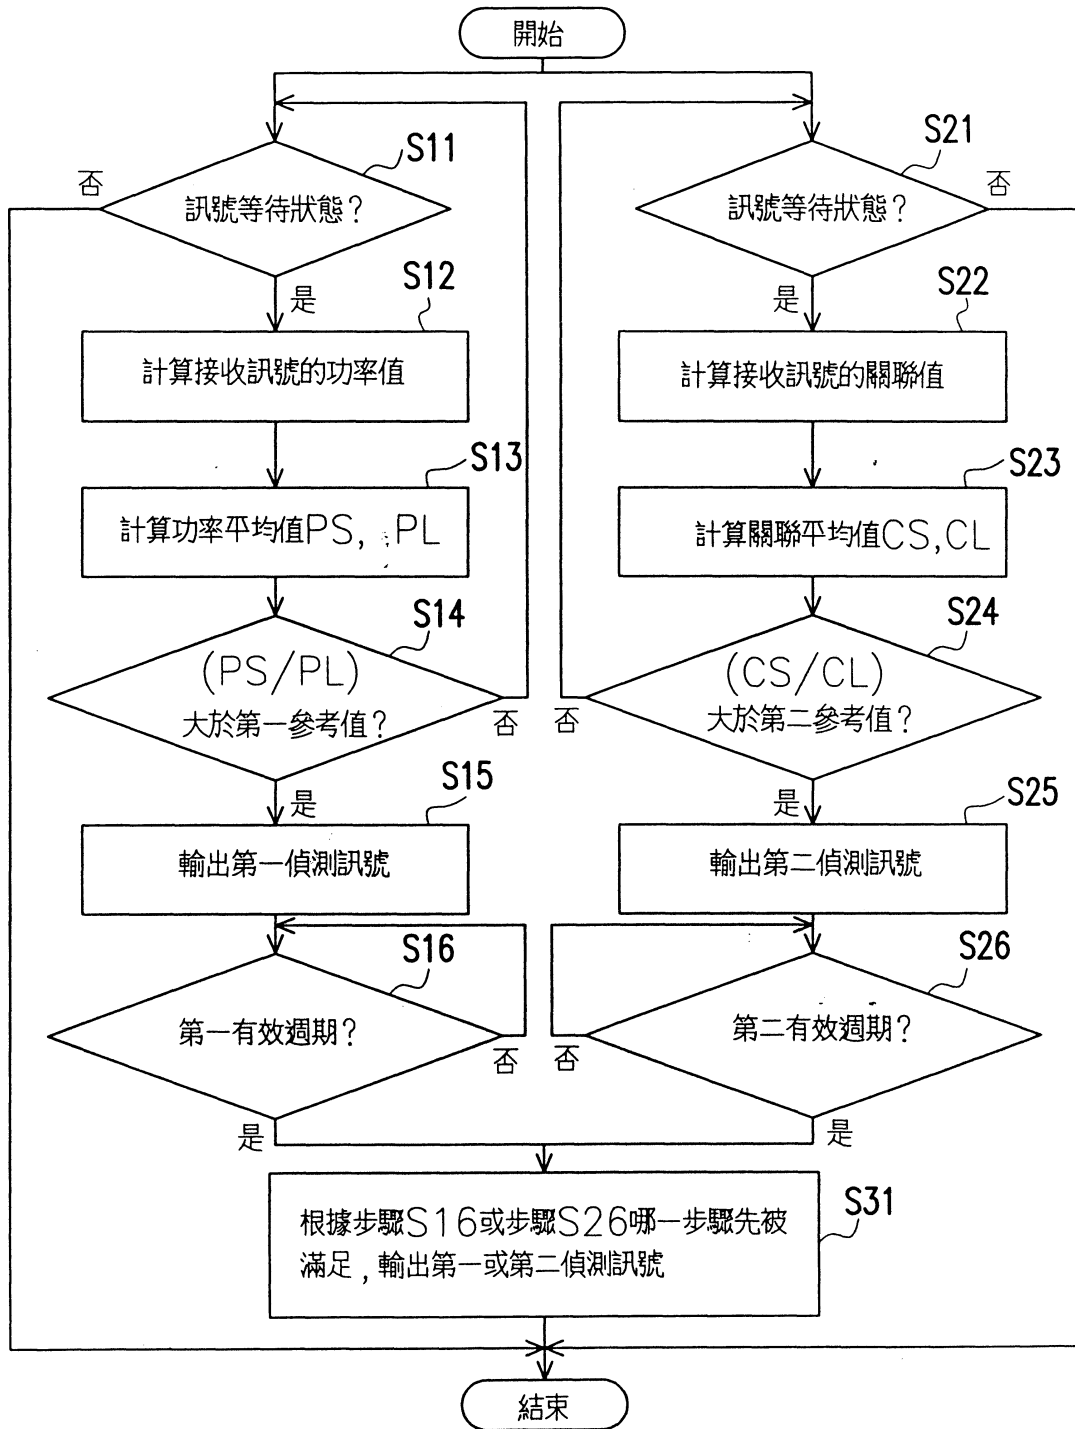 開始
S11
否
訊號等待狀態?
是
S12
計算接收訊號的功率值
S13
計算功率平均值PS, PL
S14
(PS/PL)
大於第一參考值?
否
是
S15
輸出第一偵測訊號
S16
第一有效週期?
否
是
S21
否
訊號等待狀態?
是
S22
計算接收訊號的關聯值
S23
計算關聯平均值CS,CL
S24
(CS/CL)
大於第二參考值?
否
是
S25
輸出第二偵測訊號
S26
第二有效週期?
否
是
S31
根據步驟S16或步驟S26哪一步驟先被
滿足,輸出第一或第二偵測訊號
結束